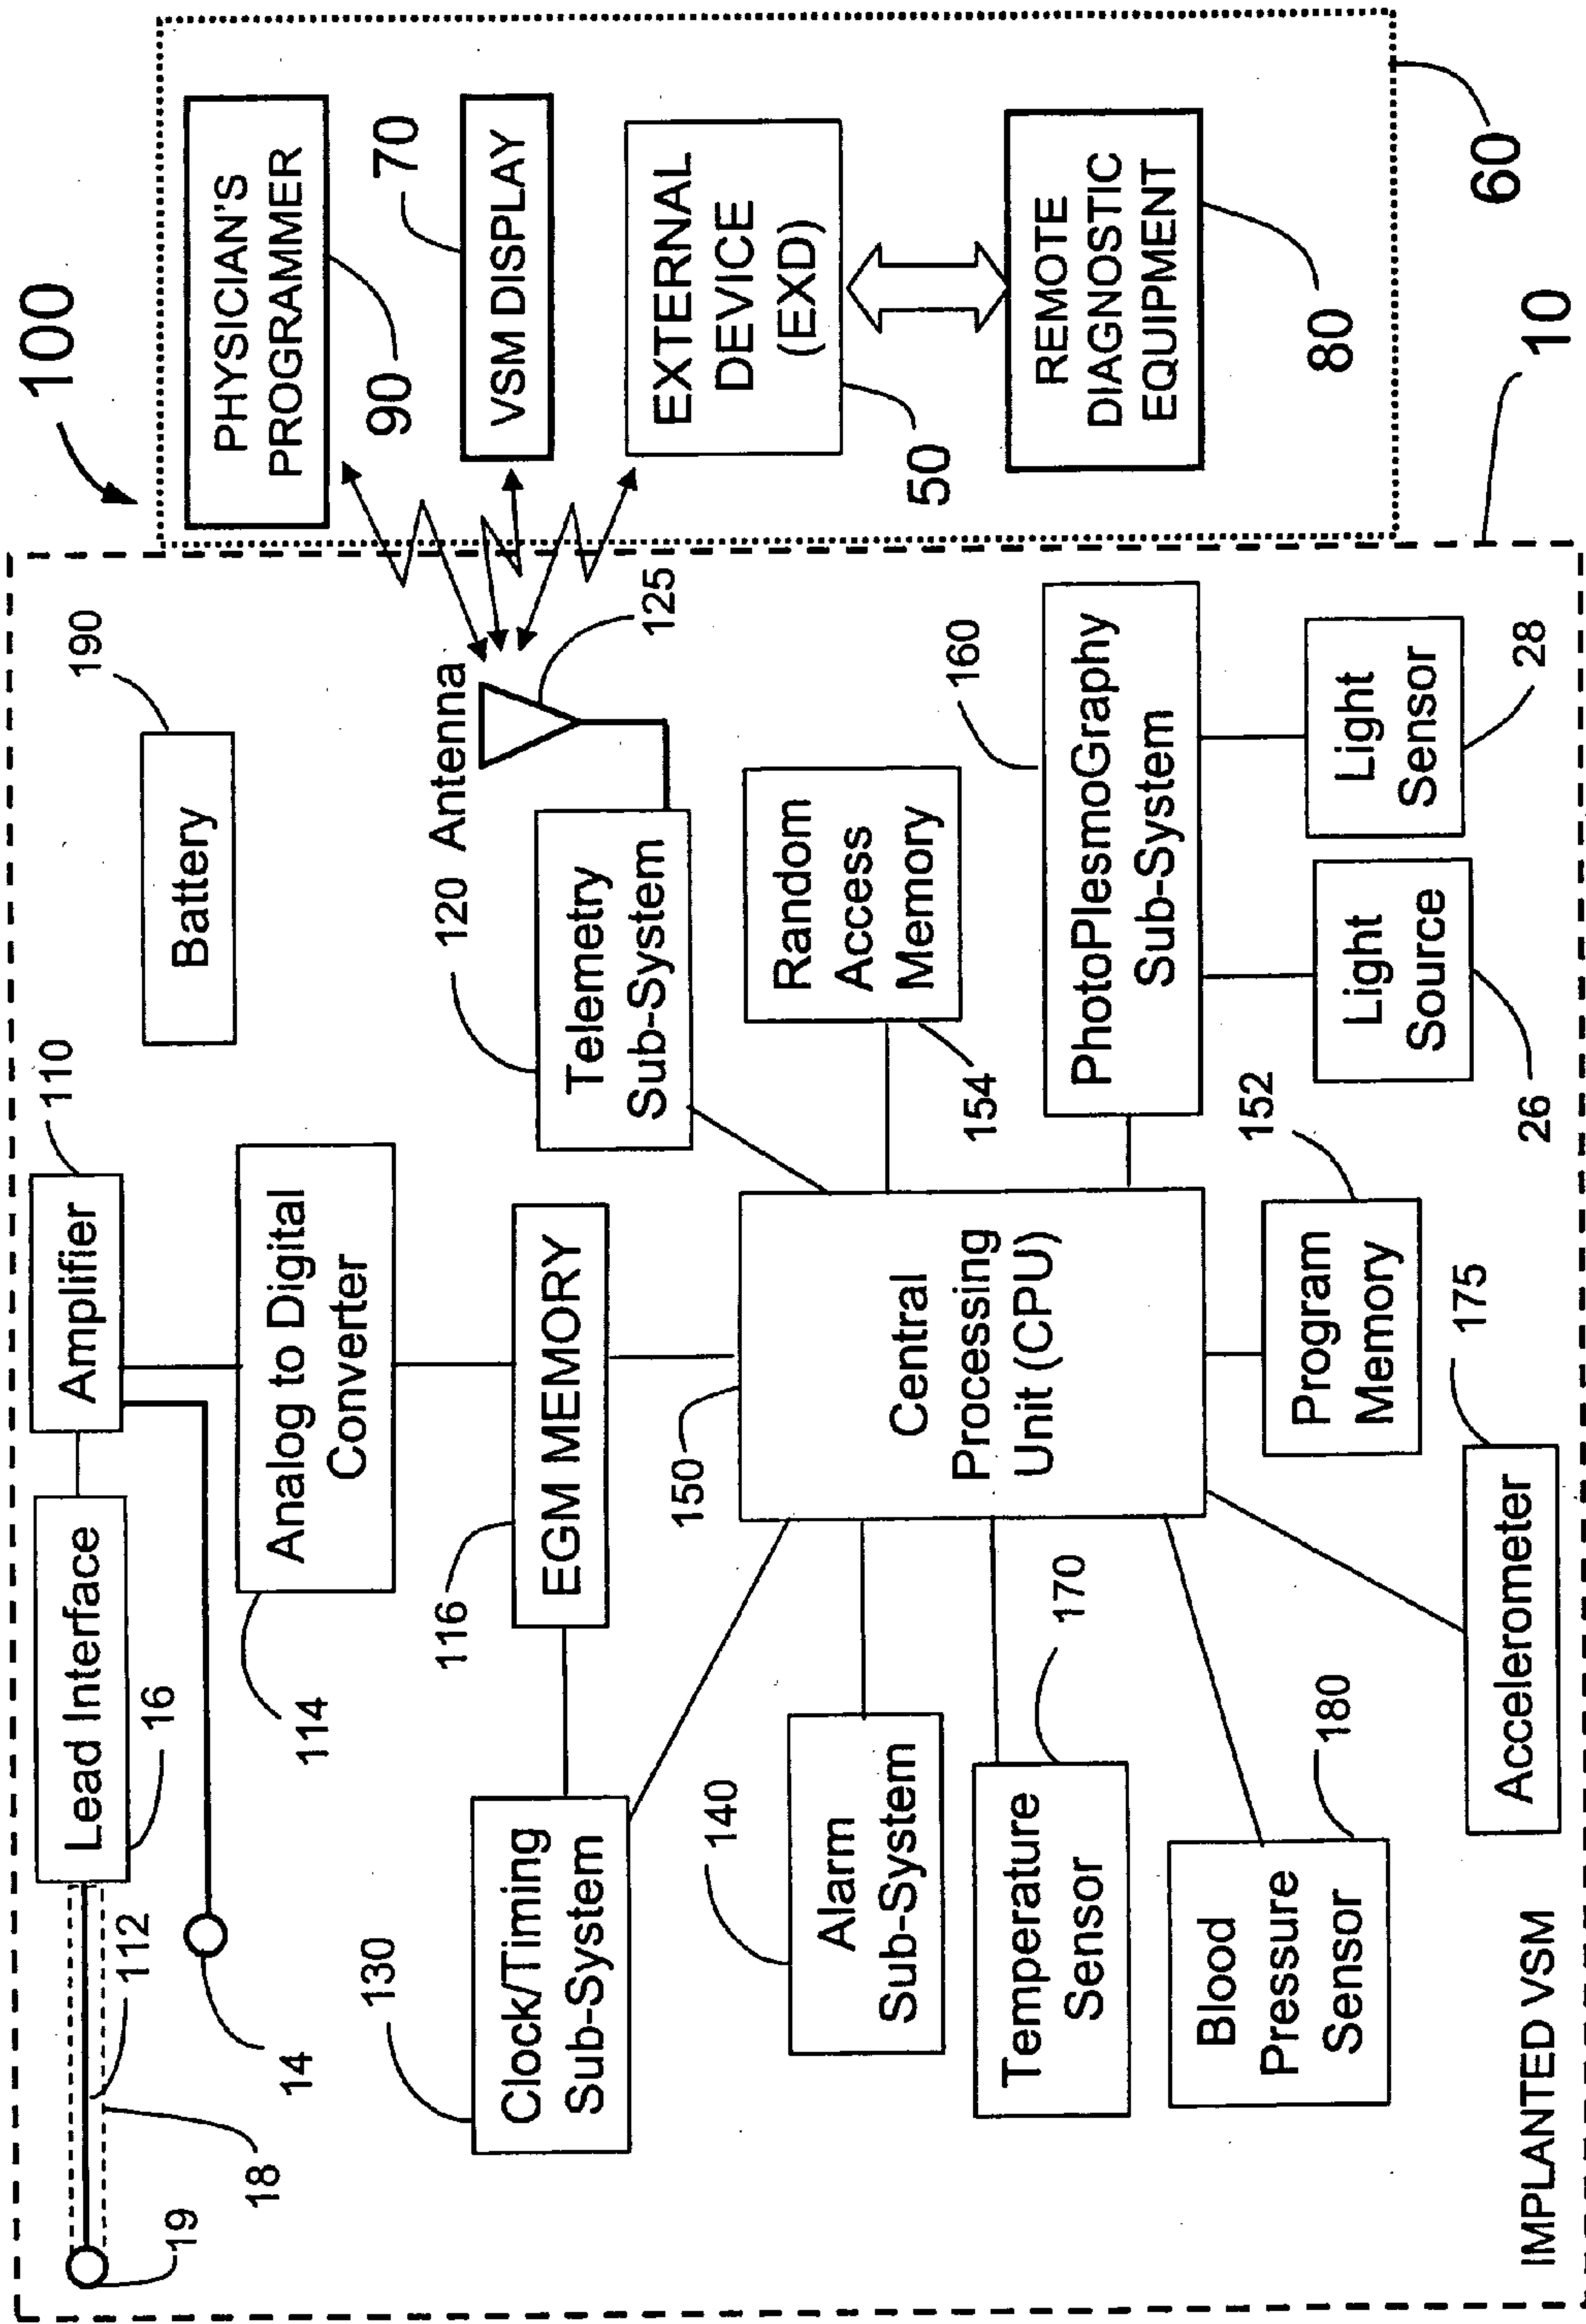 100
PHYSICIAN'S
PROGRAMMER
90
VSM DISPLAY
70
EXTERNAL
DEVICE
(EXD)
50
REMOTE
DIAGNOSTIC
EQUIPMENT
80
60
10
19
18
112
14
Lead Interface
16
Amplifier
110
Battery
190
Analog to Digital
Converter
114
EGM MEMORY
116
120
Antenna
125
Telemetry
Sub-System
Clock/Timing
Sub-System
130
Central
Processing
Unit (CPU)
150
Random
Access
Memory
154
Alarm
Sub-System
140
Temperature
Sensor
170
PhotoPlesmoGraphy
Sub-System
160
Blood
Pressure
Sensor
180
Program
Memory
152
Light
Source
26
Light
Sensor
28
Accelerometer
175
IMPLANTED VSM